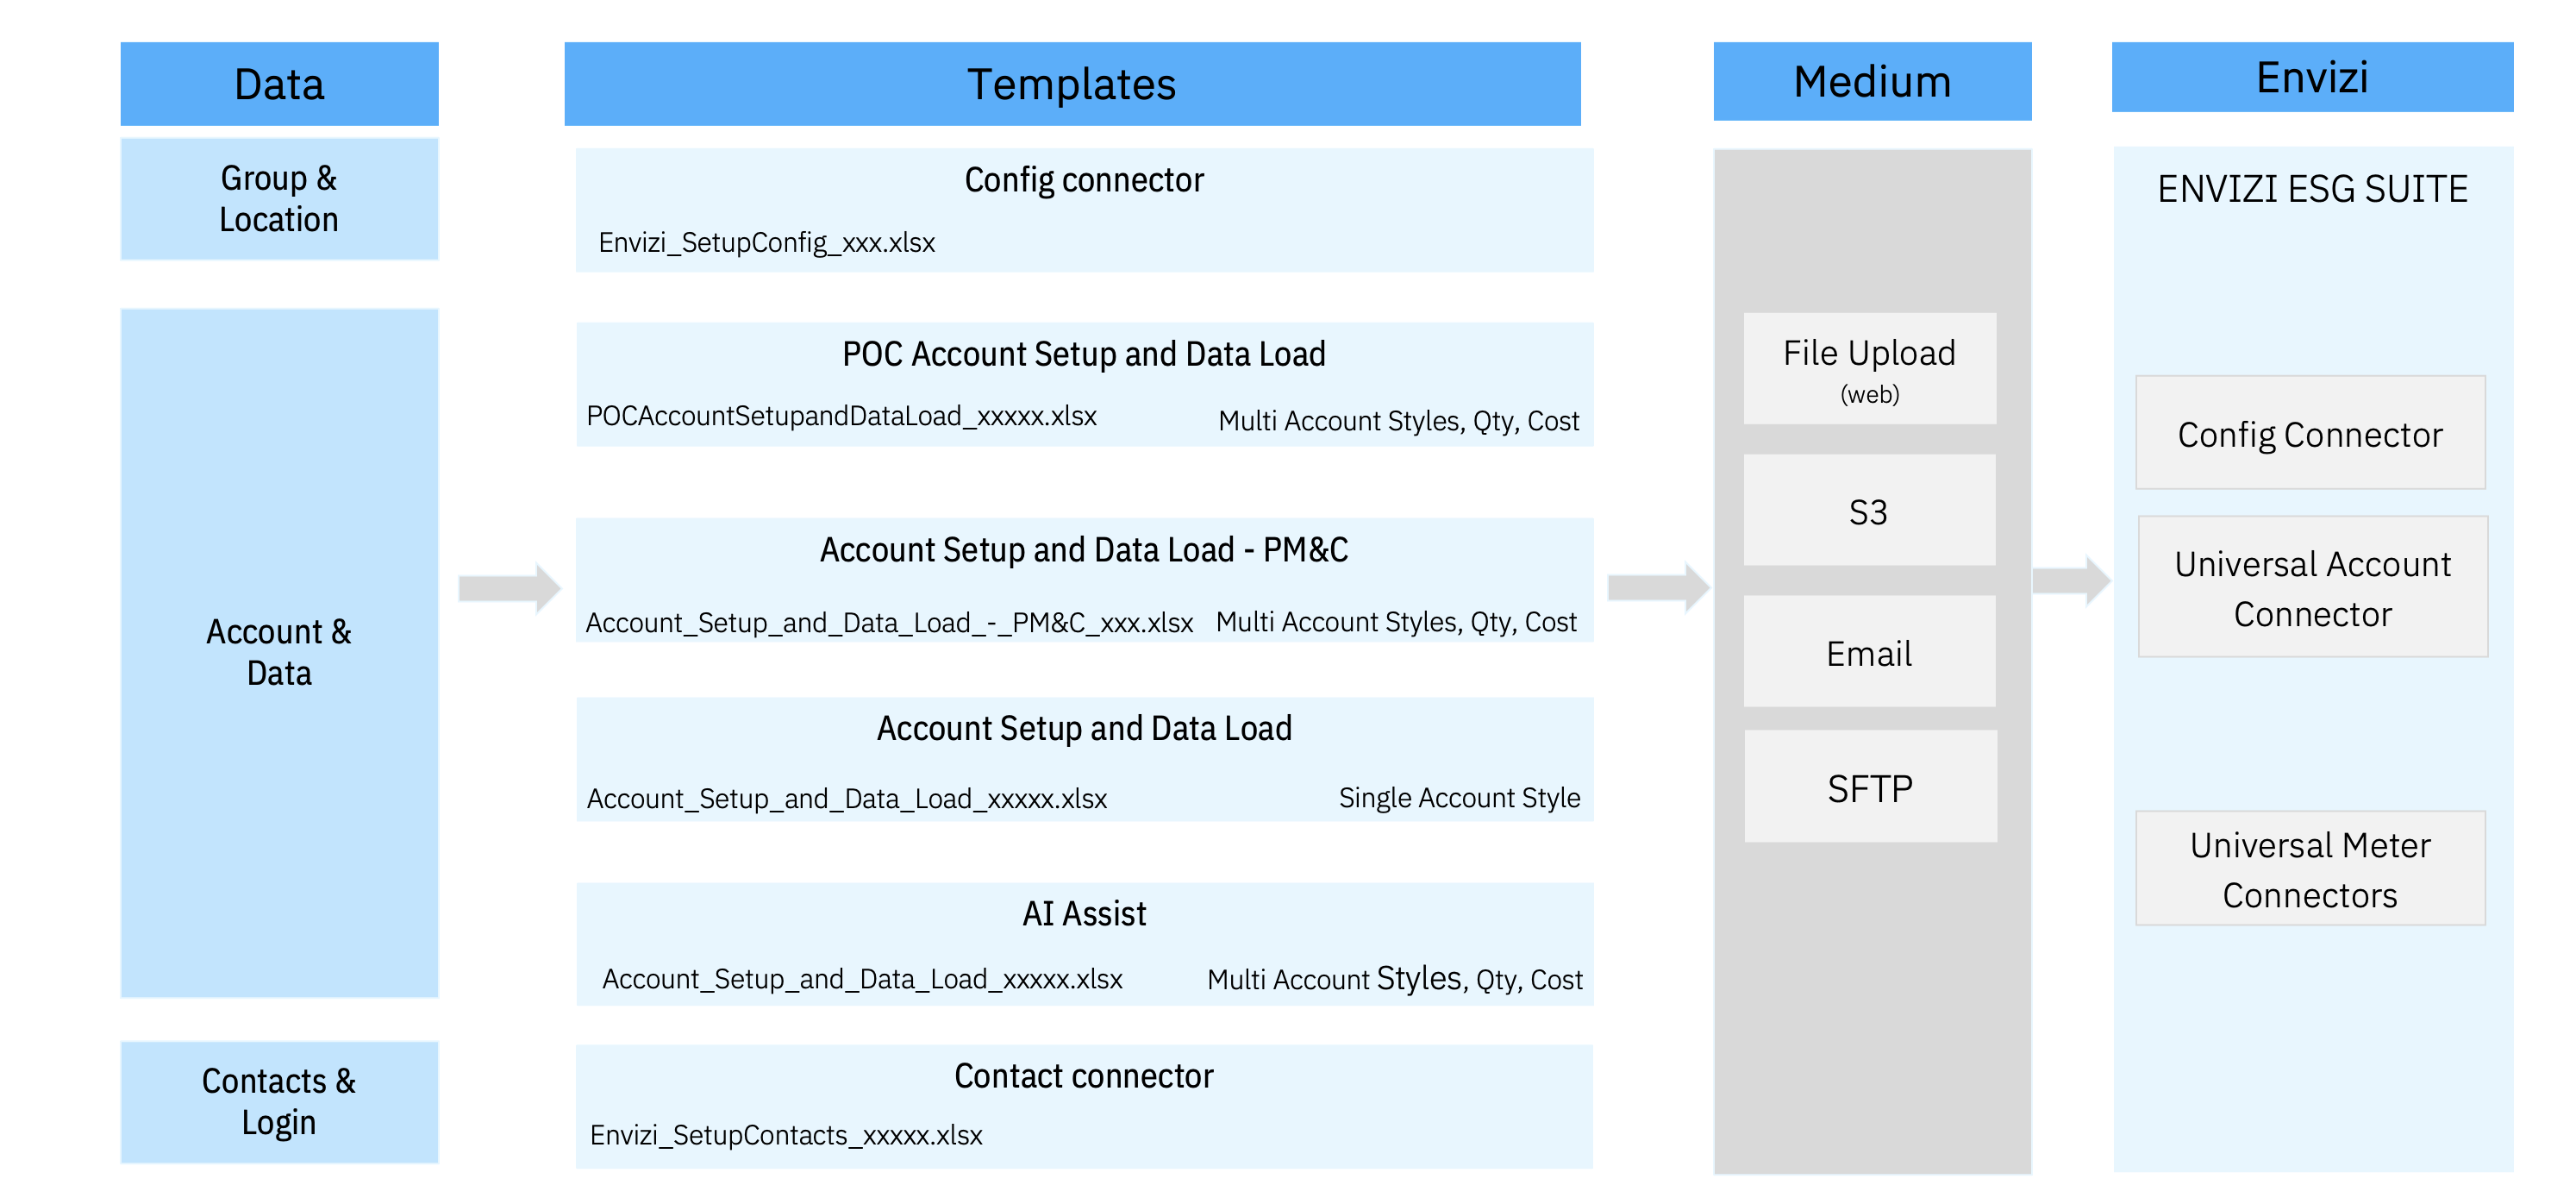 Data
Templates
Medium
Envizi
Group &
Location
Config connector
Envizi_SetupConfig_xxx.xlsx
Account &
Data
POC Account Setup and Data Load
POCAccountSetupandDataLoad_xxxxx.xlsx
Multi Account Styles, Qty, Cost
Account Setup and Data Load - PM&C
Account_Setup_and_Data_Load_-_PM&C_xxx.xlsx
Multi Account Styles, Qty, Cost
Account Setup and Data Load
Account_Setup_and_Data_Load_xxxxx.xlsx
Single Account Style
AI Assist
Account_Setup_and_Data_Load_xxxxx.xlsx
Multi Account Styles, Qty, Cost
Contacts &
Login
Contact connector
Envizi_SetupContacts_xxxxx.xlsx
File Upload
(web)
S3
Email
SFTP
ENVIZI ESG SUITE
Config Connector
Universal Account
Connector
Universal Meter
Connectors